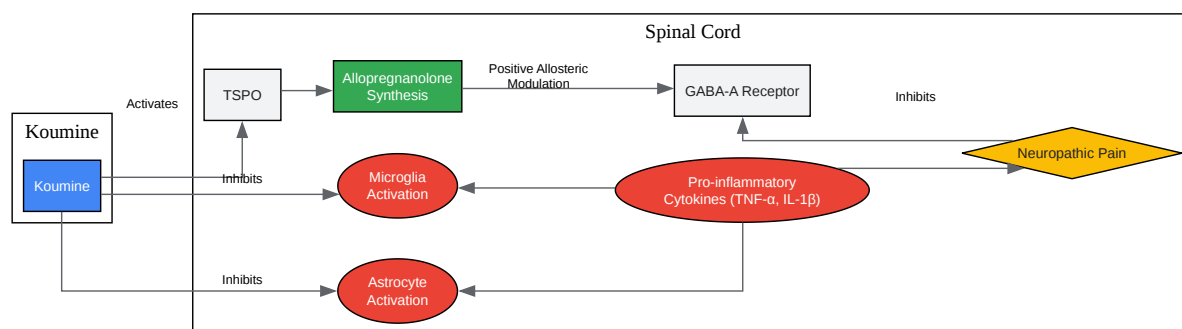 Spinal Cord
Allopregnanolone
Synthesis
Positive Allosteric
Modulation
TSPO
GABA-A Receptor
Activates
Inhibits
Koumine
Koumine
Inhibits
Microglia
Activation
Pro-inflammatory
Cytokines (TNF-α, IL-1β)
Neuropathic Pain
Inhibits
Astrocyte
Activation